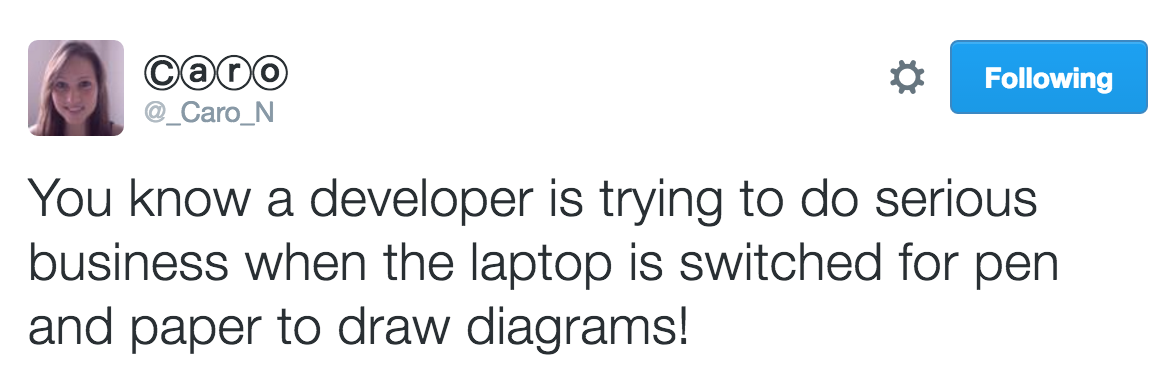 Ⓒⓐⓡⓞ
@_Caro_N
Following
You know a developer is trying to do serious
business when the laptop is switched for pen
and paper to draw diagrams!